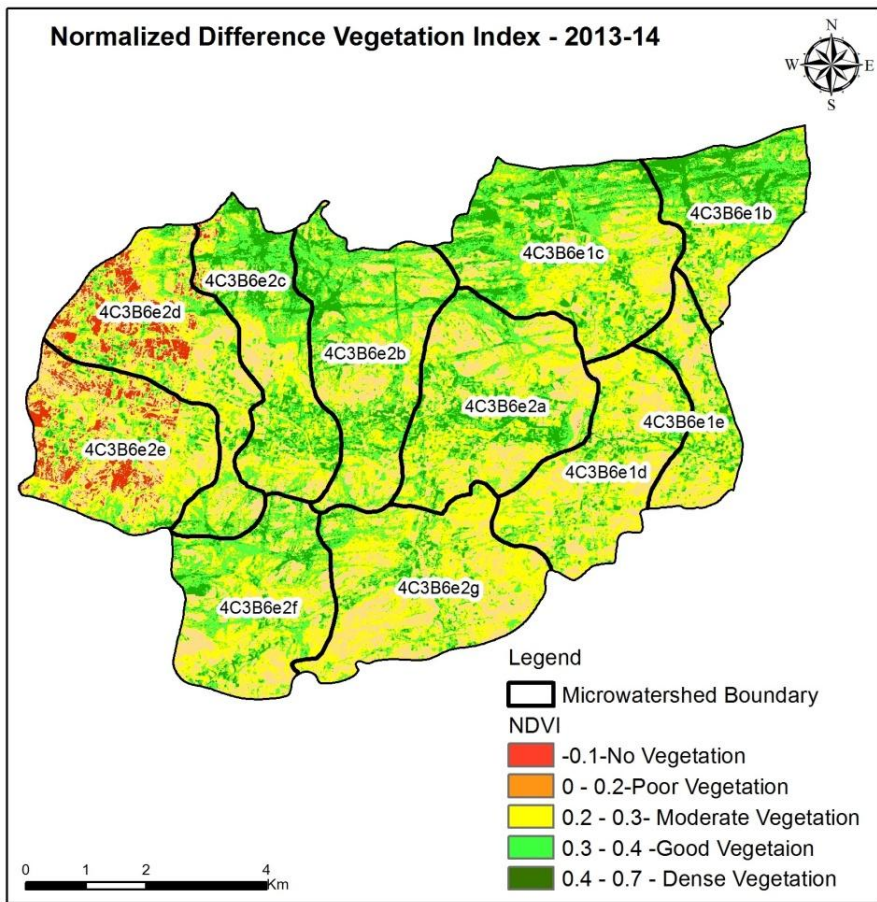 Normalized Difference Vegetation Index - 2013-14
N
W E
S
4C3B6e1b
4C3B6e1c
4C3B6e2c
4C3B6e2d
4C3B6e2b
4C3B6e2a
4C3B6e1e
4C3B6e2e
4C3B6e1d
4C3B6e2g
4C3B6e2f
Legend
Microwatershed Boundary
NDVI
-0.1-No Vegetation
0 - 0.2-Poor Vegetation
0.2 - 0.3- Moderate Vegetation
0.3 - 0.4 -Good Vegetaion
0.4 - 0.7 - Dense Vegetation
0 1 2 4
Km